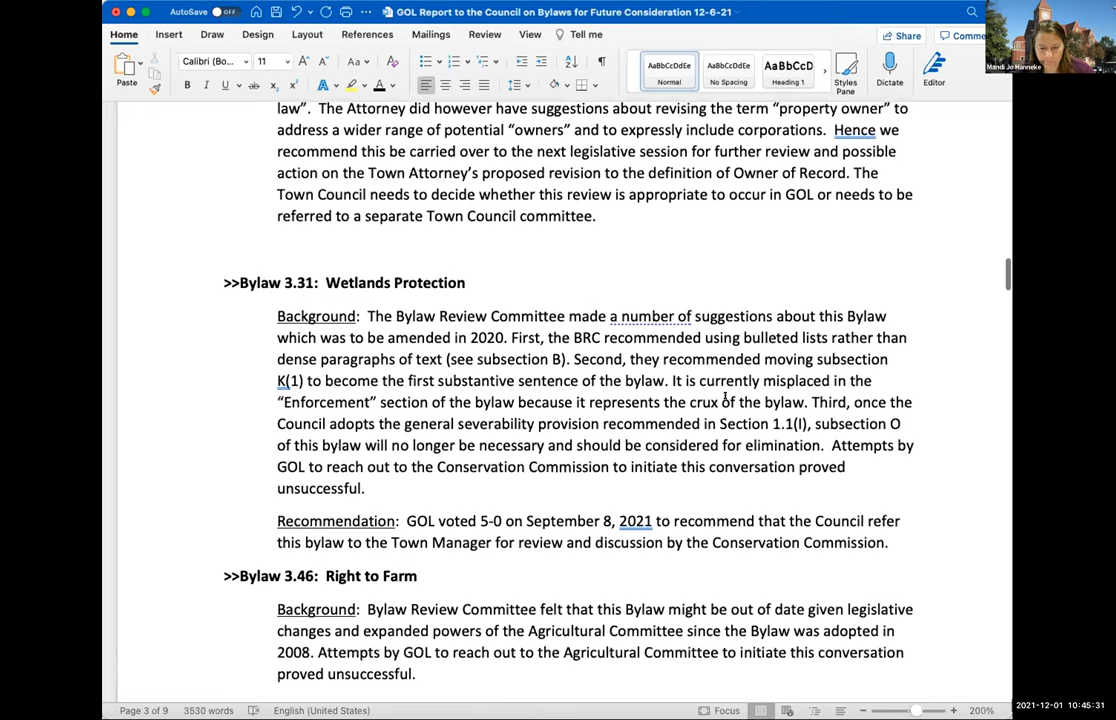 AutoSave OFF
GOL Report to the Council on Bylaws for Future Consideration 12-6-21
Home Insert Draw Design Layout References Mailings Review View Tell me
Share Comme
Paste
Calibri (Bo... 11
AaBbCcDdEe AaBbCcDdEe AaBbCcD
Normal No Spacing Heading 1
Styles Pane
Dictate
Editor
Mandi Jo Hanneke
law”. The Attorney did however have suggestions about revising the term “property owner” to
address a wider range of potential “owners” and to expressly include corporations. Hence we
recommend this be carried over to the next legislative session for further review and possible
action on the Town Attorney’s proposed revision to the definition of Owner of Record. The
Town Council needs to decide whether this review is appropriate to occur in GOL or needs to be
referred to a separate Town Council committee.
>>Bylaw 3.31: Wetlands Protection
Background: The Bylaw Review Committee made a number of suggestions about this Bylaw
which was to be amended in 2020. First, the BRC recommended using bulleted lists rather than
dense paragraphs of text (see subsection B). Second, they recommended moving subsection
K(1) to become the first substantive sentence of the bylaw. It is currently misplaced in the
“Enforcement” section of the bylaw because it represents the crux of the bylaw. Third, once the
Council adopts the general severability provision recommended in Section 1.1(I), subsection O
of this bylaw will no longer be necessary and should be considered for elimination. Attempts by
GOL to reach out to the Conservation Commission to initiate this conversation proved
unsuccessful.
Recommendation: GOL voted 5-0 on September 8, 2021 to recommend that the Council refer
this bylaw to the Town Manager for review and discussion by the Conservation Commission.
>>Bylaw 3.46: Right to Farm
Background: Bylaw Review Committee felt that this Bylaw might be out of date given legislative
changes and expanded powers of the Agricultural Committee since the Bylaw was adopted in
2008. Attempts by GOL to reach out to the Agricultural Committee to initiate this conversation
proved unsuccessful.
Page 3 of 9 3530 words English (United States) Focus 200%
2021-12-01 10:45:31